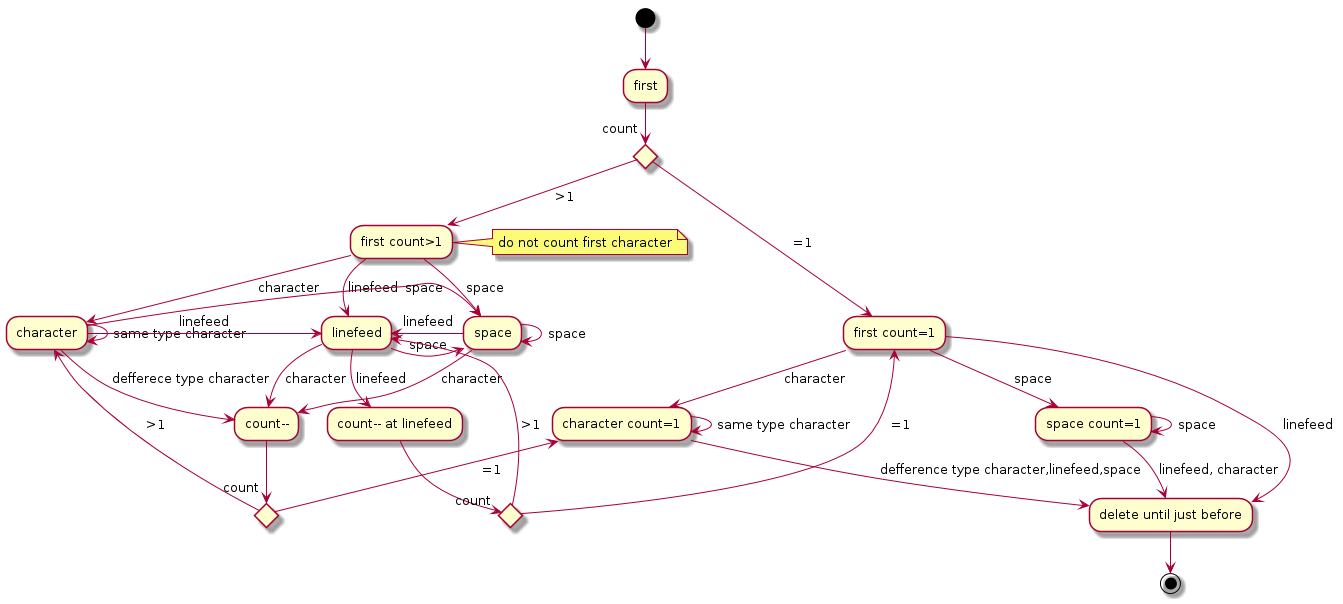 first
count
>1
=1
first count>1
do not count first character
character
linefeed
space
space
linefeed
linefeed
character
same type character
linefeed
space
space
space
first count=1
defferece type character
character
linefeed
character
character
space
linefeed
>1
count--
count-- at linefeed
>1
character count=1
same type character
=1
space count=1
space
=1
defference type character,linefeed,space
linefeed, character
count
count
delete until just before